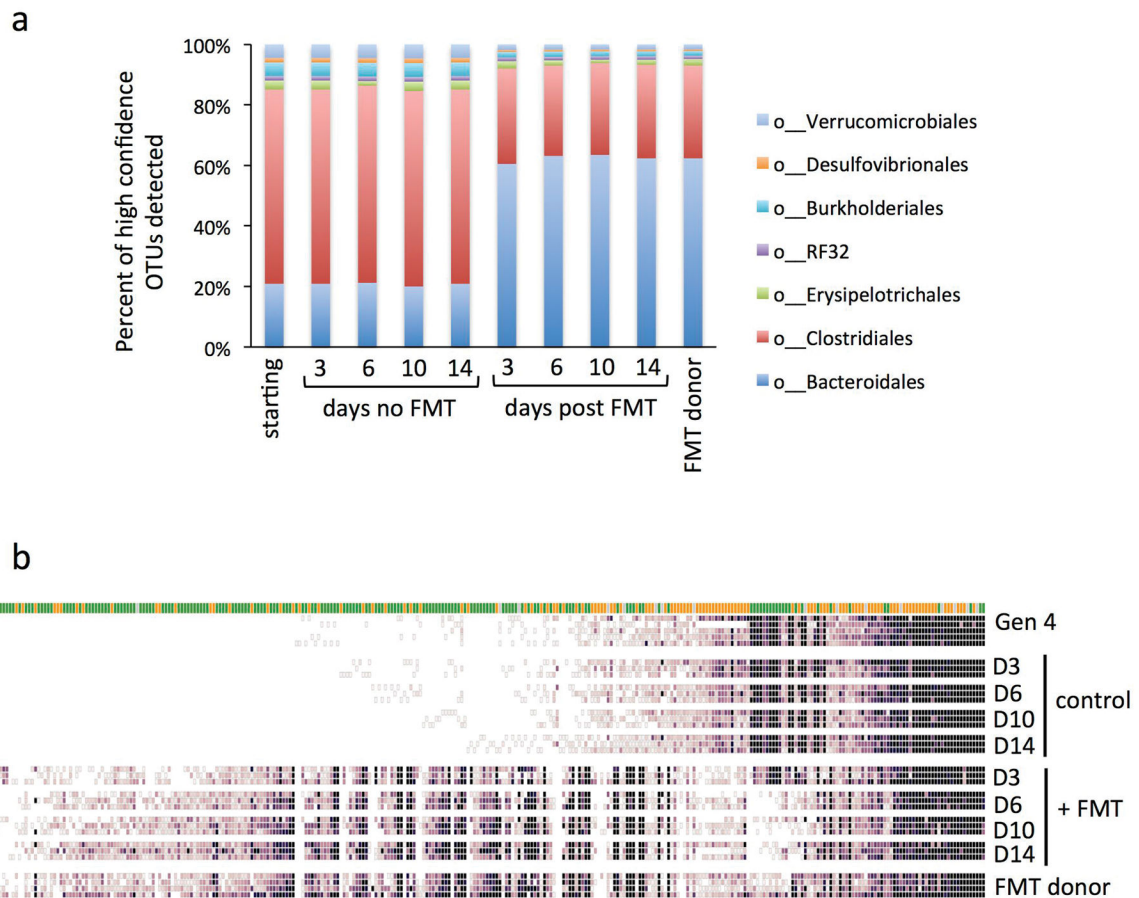 a
100%
80%
60%
40%
20%
0%
Percent of high confidence
OTUs detected
starting
3 6 10 14
days no FMT
3 6 10 14
days post FMT
FMT donor
o__Verrucomicrobiales
o__Desulfovibrionales
o__Burkholderiales
o__RF32
o__Erysipelotrichales
o__Clostridiales
o__Bacteroidales
b
Gen 4
D3
D6
D10
D14
control
D3
D6
D10
D14
+ FMT
FMT donor